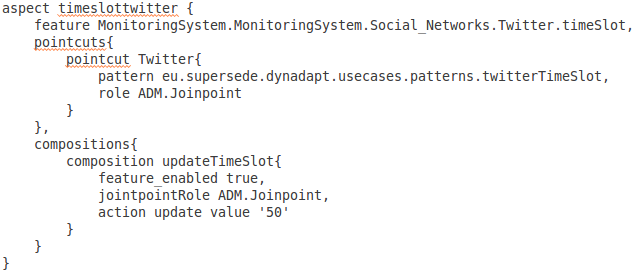 aspect timeslottwitter {
    feature MonitoringSystem.MonitoringSystem.Social_Networks.Twitter.timeSlot,
    pointcuts{
        pointcut Twitter{
            pattern eu.supersede.dynadapt.usecases.patterns.twitterTimeSlot,
            role ADM.Joinpoint
        }
    },
    compositions{
        composition updateTimeSlot{
            feature_enabled true,
            jointpointRole ADM.Joinpoint,
            action update value '50'
        }
    }
}